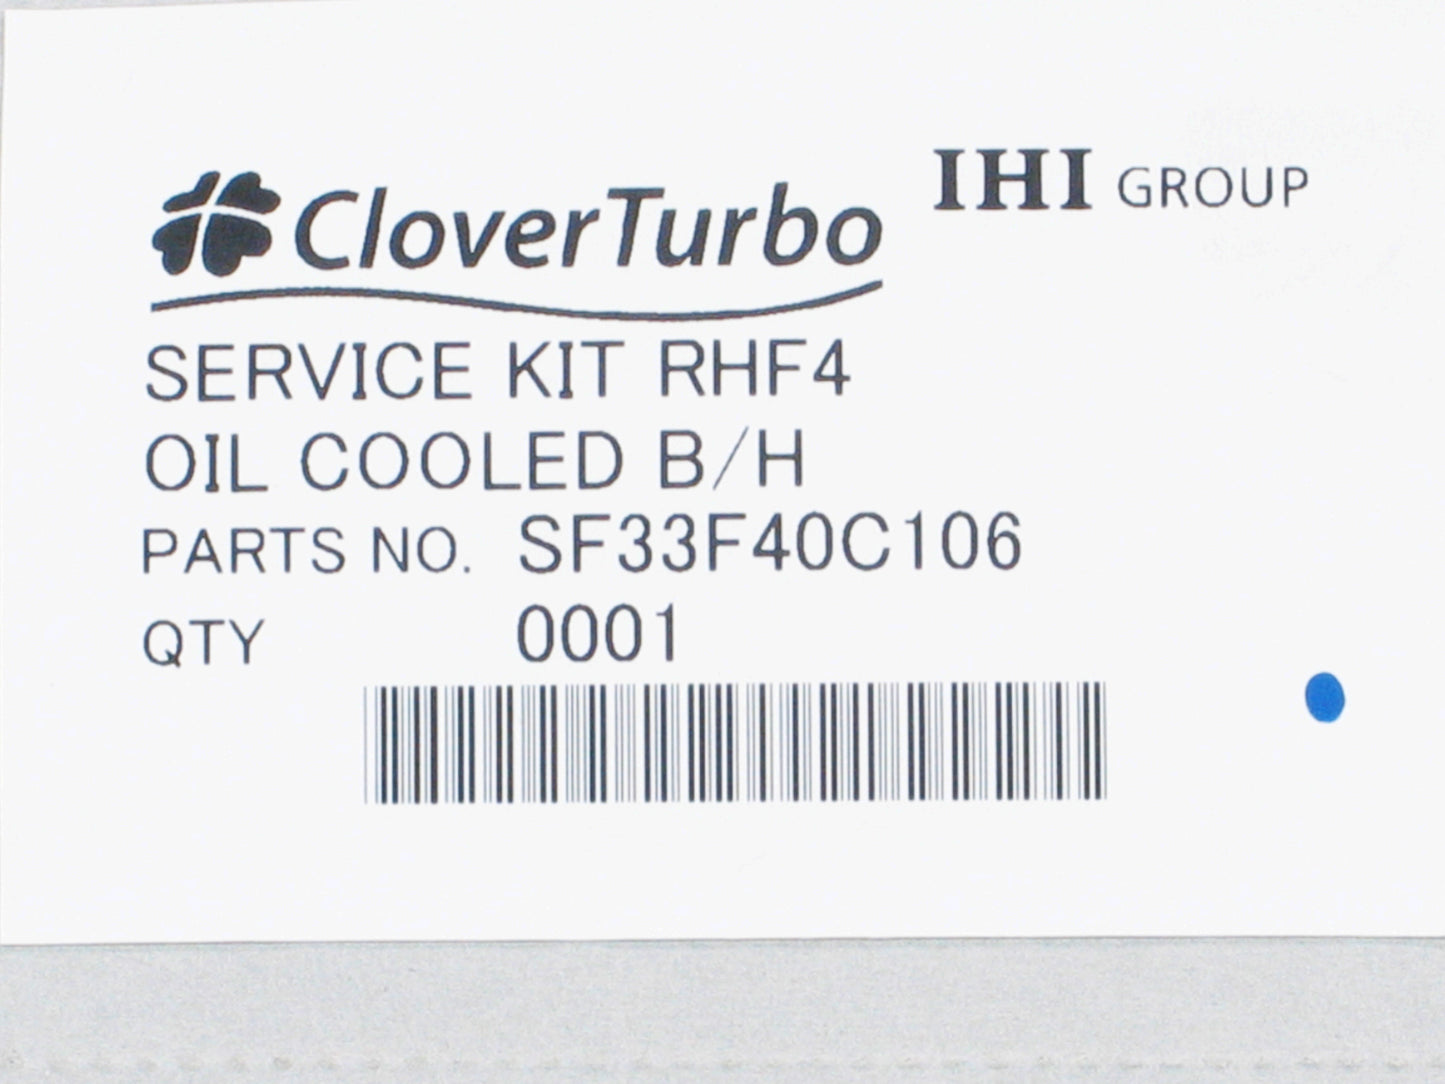 CloverTurbo IHI GROUP
SERVICE KIT RHF4
OIL COOLED B/H
PARTS NO. SF33F40C106
QTY 0001